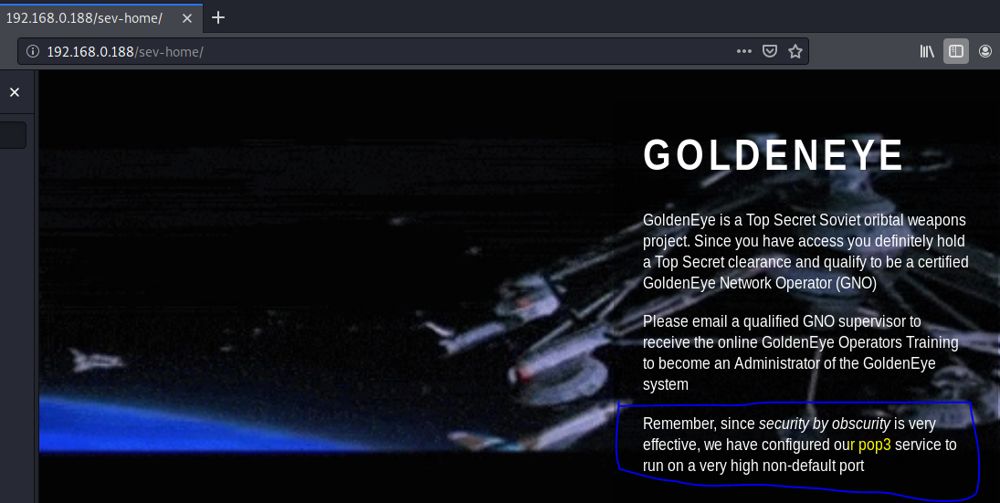 192.168.0.188/sev-home/
192.168.0.188/sev-home/
GOLDENEYE
GoldenEye is a Top Secret Soviet oribtal weapons
project. Since you have access you definitely hold
a Top Secret clearance and qualify to be a certified
GoldenEye Network Operator (GNO)
Please email a qualified GNO supervisor to
receive the online GoldenEye Operators Training
to become an Administrator of the GoldenEye
system
Remember, since security by obscurity is very
effective, we have configured our pop3 service to
run on a very high non-default port